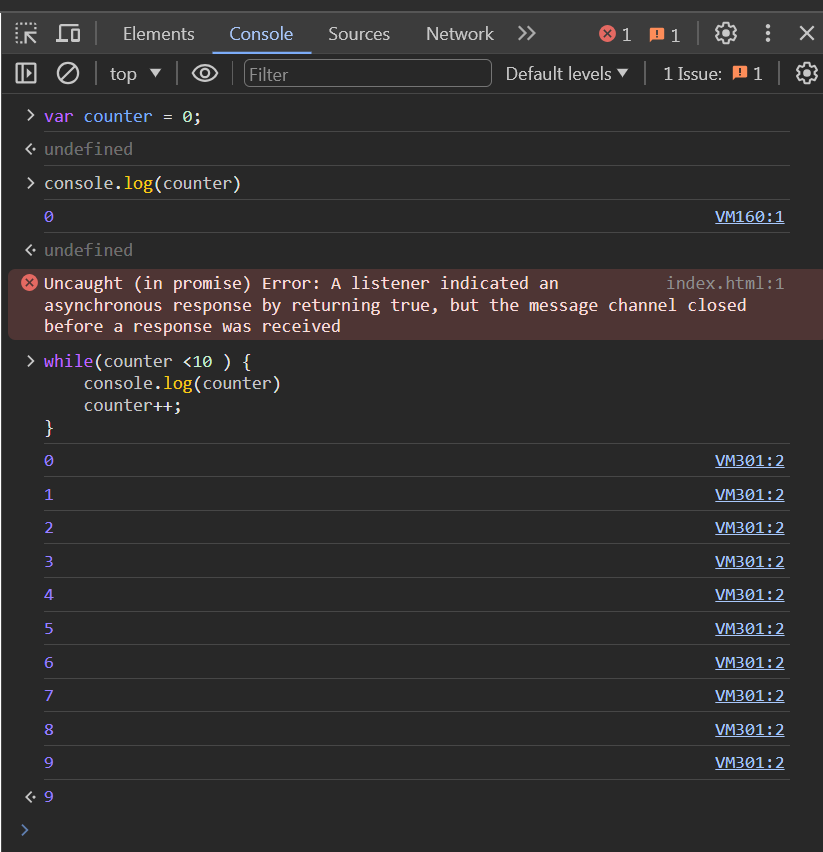 Elements Console Sources Network 1 1
top Filter Default levels 1 Issue: 1
var counter = 0;
undefined
console.log(counter)
0 VM160:1
undefined
Uncaught (in promise) Error: A listener indicated an index.html:1
asynchronous response by returning true, but the message channel closed
before a response was received
while(counter <10 ) {
    console.log(counter)
    counter++;
}
0 VM301:2
1 VM301:2
2 VM301:2
3 VM301:2
4 VM301:2
5 VM301:2
6 VM301:2
7 VM301:2
8 VM301:2
9 VM301:2
9